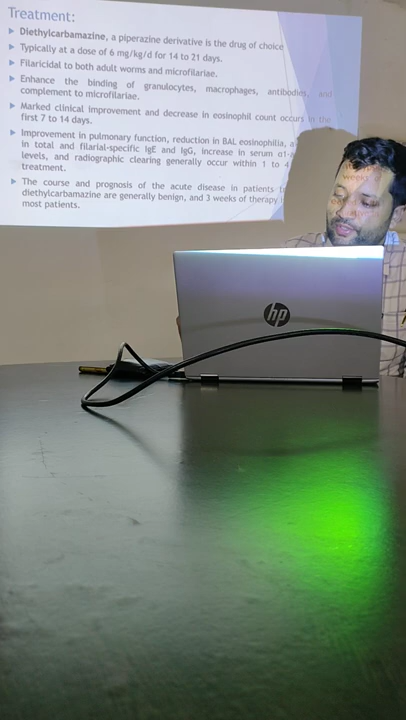 Treatment:
▶ Diethylcarbamazine, a piperazine derivative is the drug of choice
▶ Typically at a dose of 6 mg/kg/d for 14 to 21 days.
▶ Filaricidal to both adult worms and microfilariae.
▶ Enhance the binding of granulocytes, macrophages, antibodies, and
complement to microfilariae.
▶ Marked clinical improvement and decrease in eosinophil count occurs in the
first 7 to 14 days.
▶ Improvement in pulmonary function, reduction in BAL eosinophilia,
in total and filarial-specific IgE and IgG, increase in serum
levels, and radiographic clearing generally occur within 1 to 4
weeks
treatment.
▶ The course and prognosis of the acute disease in patients
diethylcarbamazine are generally benign, and 3 weeks of therapy
most patients.
hp